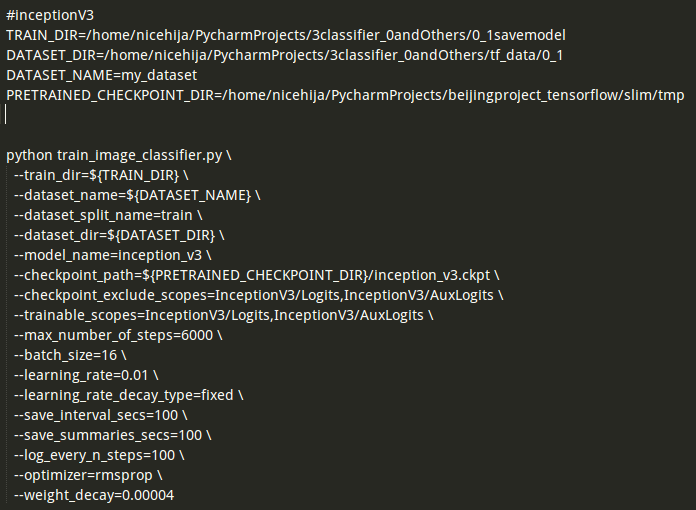 #inceptionV3
TRAIN_DIR=/home/nicehija/PycharmProjects/3classifier_0andOthers/0_1savemodel
DATASET_DIR=/home/nicehija/PycharmProjects/3classifier_0andOthers/tf_data/0_1
DATASET_NAME=my_dataset
PRETRAINED_CHECKPOINT_DIR=/home/nicehija/PycharmProjects/beijingproject_tensorflow/slim/tmp
python train_image_classifier.py \
--train_dir=${TRAIN_DIR} \
--dataset_name=${DATASET_NAME} \
--dataset_split_name=train \
--dataset_dir=${DATASET_DIR} \
--model_name=inception_v3 \
--checkpoint_path=${PRETRAINED_CHECKPOINT_DIR}/inception_v3.ckpt \
--checkpoint_exclude_scopes=InceptionV3/Logits,InceptionV3/AuxLogits \
--trainable_scopes=InceptionV3/Logits,InceptionV3/AuxLogits \
--max_number_of_steps=6000 \
--batch_size=16 \
--learning_rate=0.01 \
--learning_rate_decay_type=fixed \
--save_interval_secs=100 \
--save_summaries_secs=100 \
--log_every_n_steps=100 \
--optimizer=rmsprop \
--weight_decay=0.00004